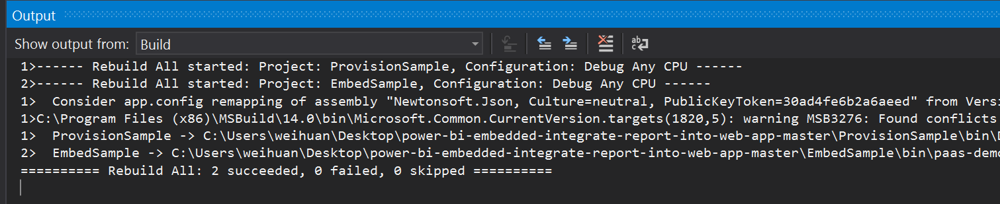 Output
Show output from: Build
1>------ Rebuild All started: Project: ProvisionSample, Configuration: Debug Any CPU ------
2>------ Rebuild All started: Project: EmbedSample, Configuration: Debug Any CPU ------
1>  Consider app.config remapping of assembly "Newtonsoft.Json, Culture=neutral, PublicKeyToken=30ad4fe6b2a6aeed" from Versi
1>C:\Program Files (x86)\MSBuild\14.0\bin\Microsoft.Common.CurrentVersion.targets(1820,5): warning MSB3276: Found conflicts
1>  ProvisionSample -> C:\Users\weihuan\Desktop\power-bi-embedded-integrate-report-into-web-app-master\ProvisionSample\bin\D
2>  EmbedSample -> C:\Users\weihuan\Desktop\power-bi-embedded-integrate-report-into-web-app-master\EmbedSample\bin\paas-demo
========== Rebuild All: 2 succeeded, 0 failed, 0 skipped ==========